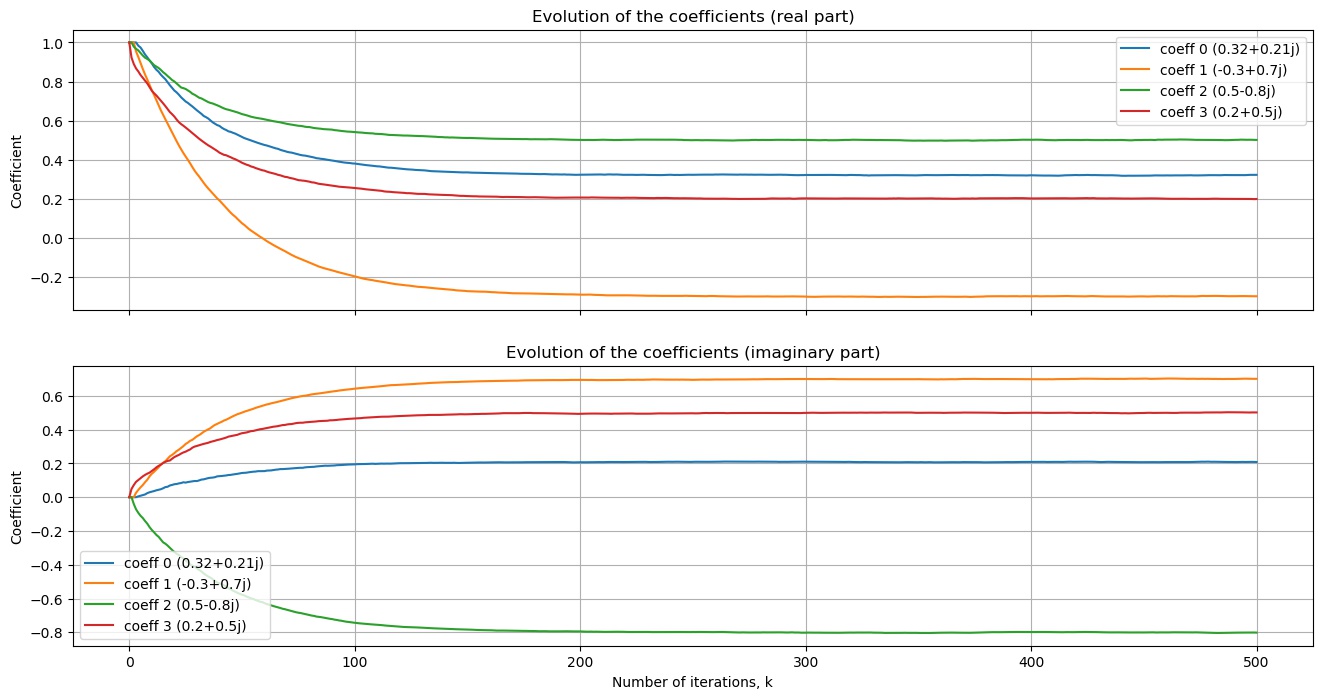 Evolution of the coefficients (real part)
1.0
0.8
0.6
0.4
0.2
0.0
−0.2
Coefficient
coeff 0 (0.32+0.21j)
coeff 1 (-0.3+0.7j)
coeff 2 (0.5-0.8j)
coeff 3 (0.2+0.5j)
Evolution of the coefficients (imaginary part)
0.6
0.4
0.2
0.0
−0.2
−0.4
−0.6
−0.8
Coefficient
coeff 0 (0.32+0.21j)
coeff 1 (-0.3+0.7j)
coeff 2 (0.5-0.8j)
coeff 3 (0.2+0.5j)
0 100 200 300 400 500
Number of iterations, k